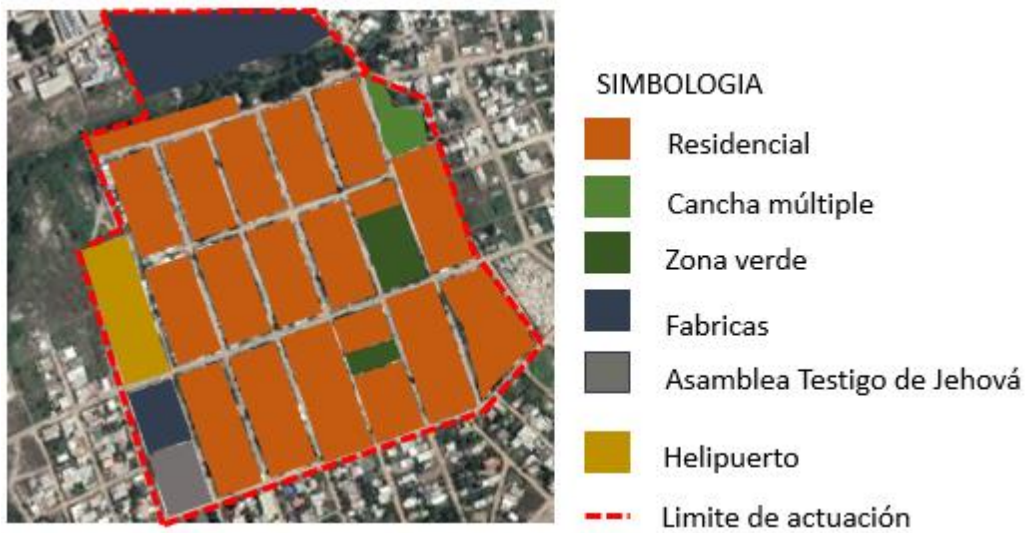 SIMBOLOGIA
Residencial
Cancha múltiple
Zona verde
Fabricas
Asamblea Testigo de Jehová
Helipuerto
Limite de actuación